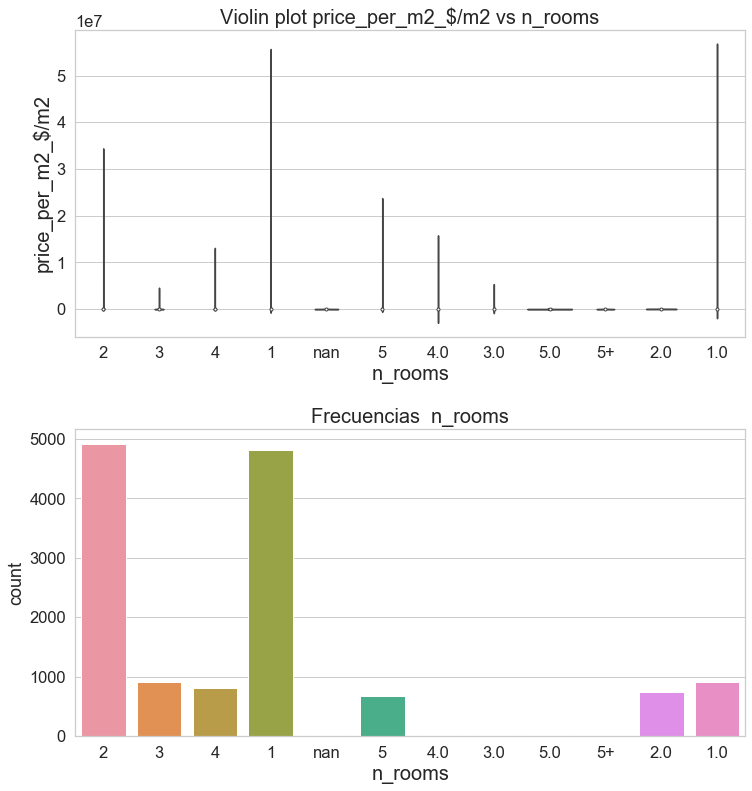 Violin plot price_per_m2_$/m2 vs n_rooms
1e7
price_per_m2_$/m2
5
4
3
2
1
0
2 3 4 1 nan 5 4.0 3.0 5.0 5+ 2.0 1.0
n_rooms
Frecuencias  n_rooms
count
5000
4000
3000
2000
1000
0
2 3 4 1 nan 5 4.0 3.0 5.0 5+ 2.0 1.0
n_rooms